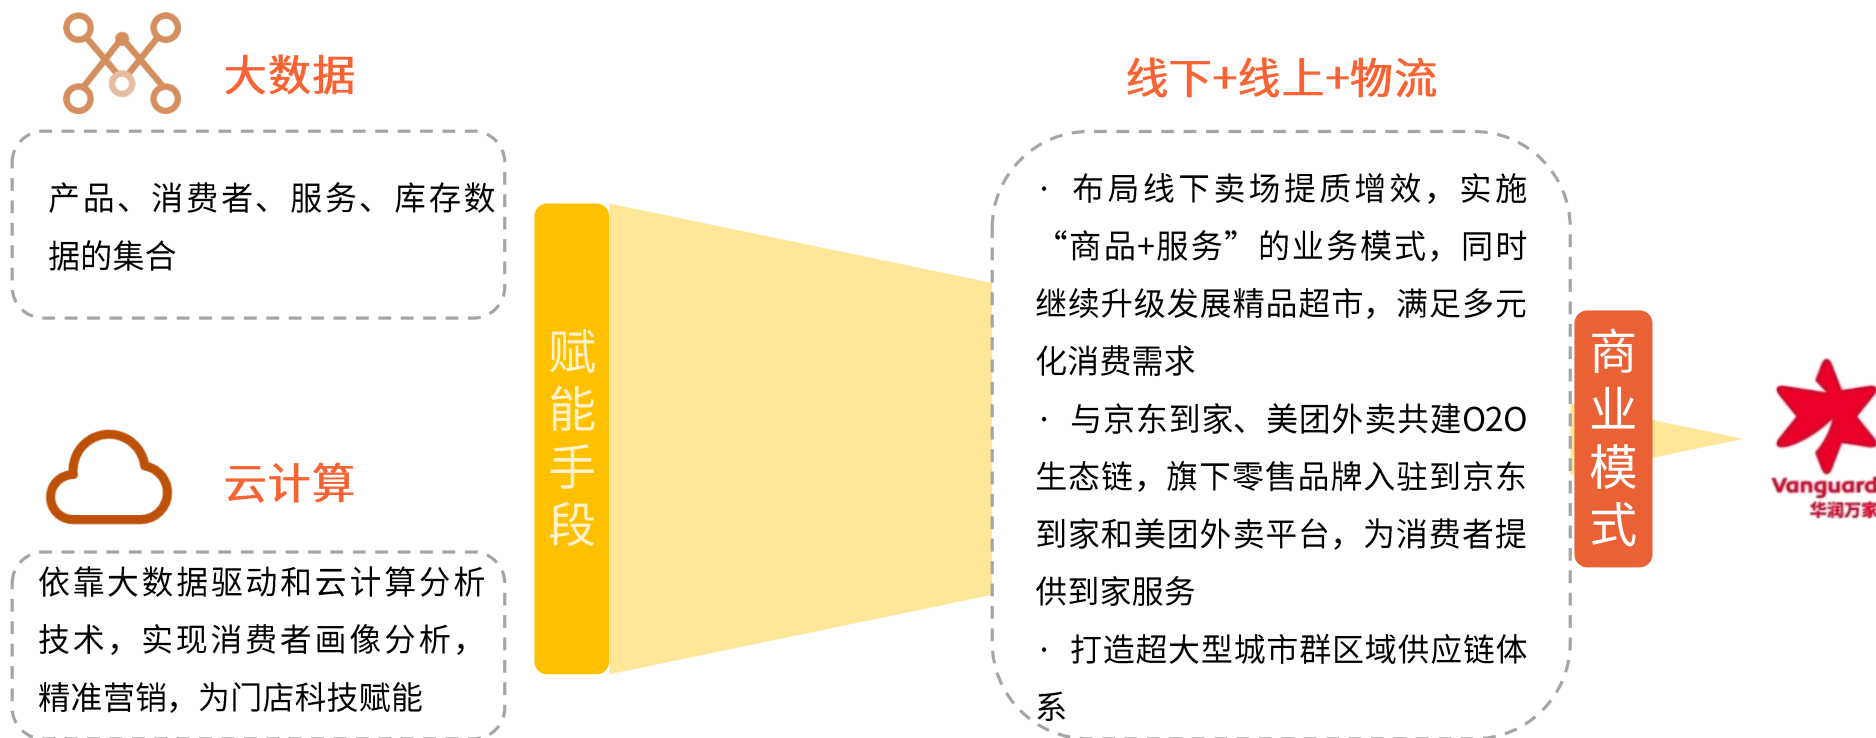 大数据
产品、消费者、服务、库存数
据的集合
云计算
依靠大数据驱动和云计算分析
技术，实现消费者画像分析，
精准营销，为门店科技赋能
赋能手段
线下+线上+物流
· 布局线下卖场提质增效，实施
“商品+服务”的业务模式，同时
继续升级发展精品超市，满足多元
化消费需求
· 与京东到家、美团外卖共建O2O
生态链，旗下零售品牌入驻到京东
到家和美团外卖平台，为消费者提
供到家服务
· 打造超大型城市群区域供应链体
系
商业模式
Vanguard
华润万家